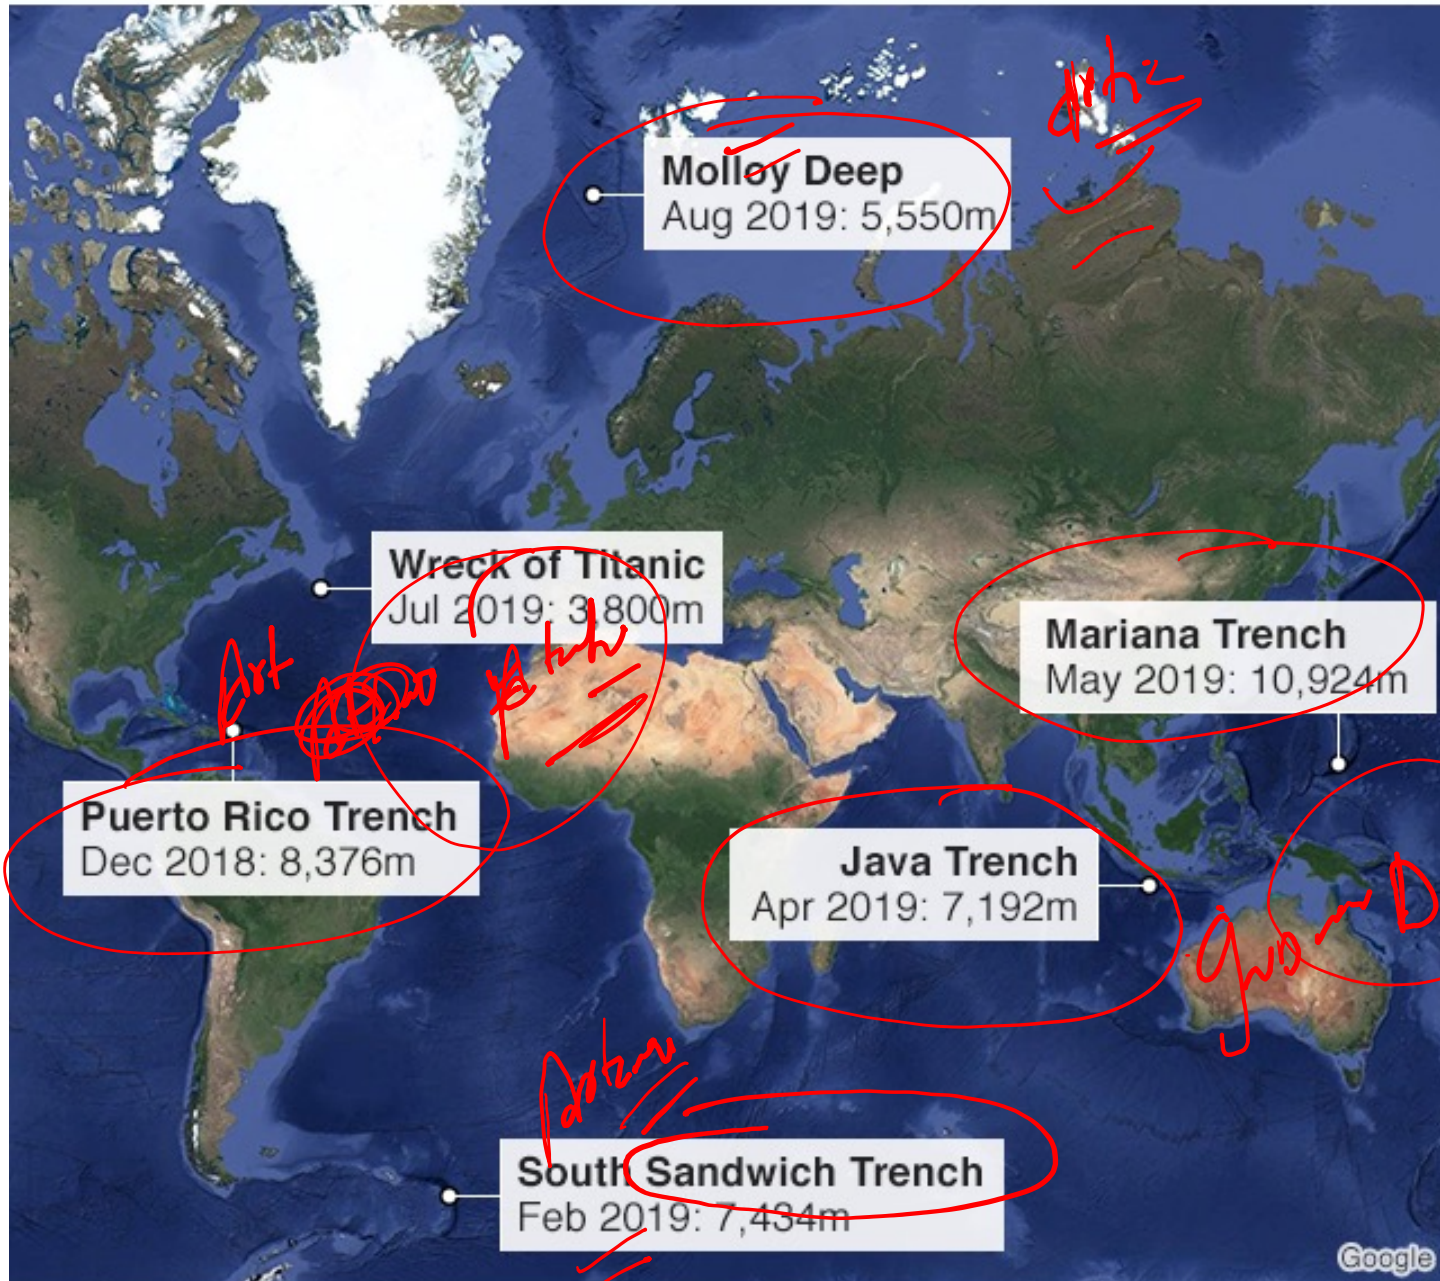 Molloy Deep
Aug 2019: 5,550m
Wreck of Titanic
Jul 2019: 3,800m
Mariana Trench
May 2019: 10,924m
Puerto Rico Trench
Dec 2018: 8,376m
Java Trench
Apr 2019: 7,192m
D
South Sandwich Trench
Feb 2019: 7,434m
Google